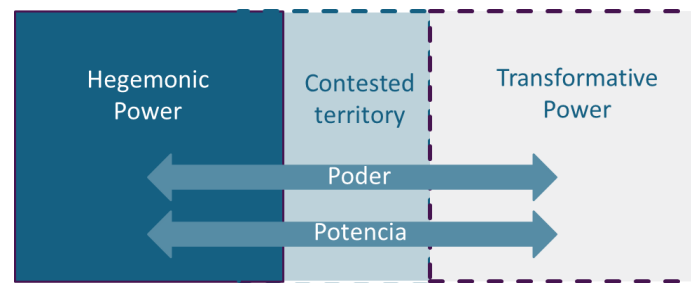 Hegemonic
Power
Contested
territory
Transformative
Power
Poder
Potencia